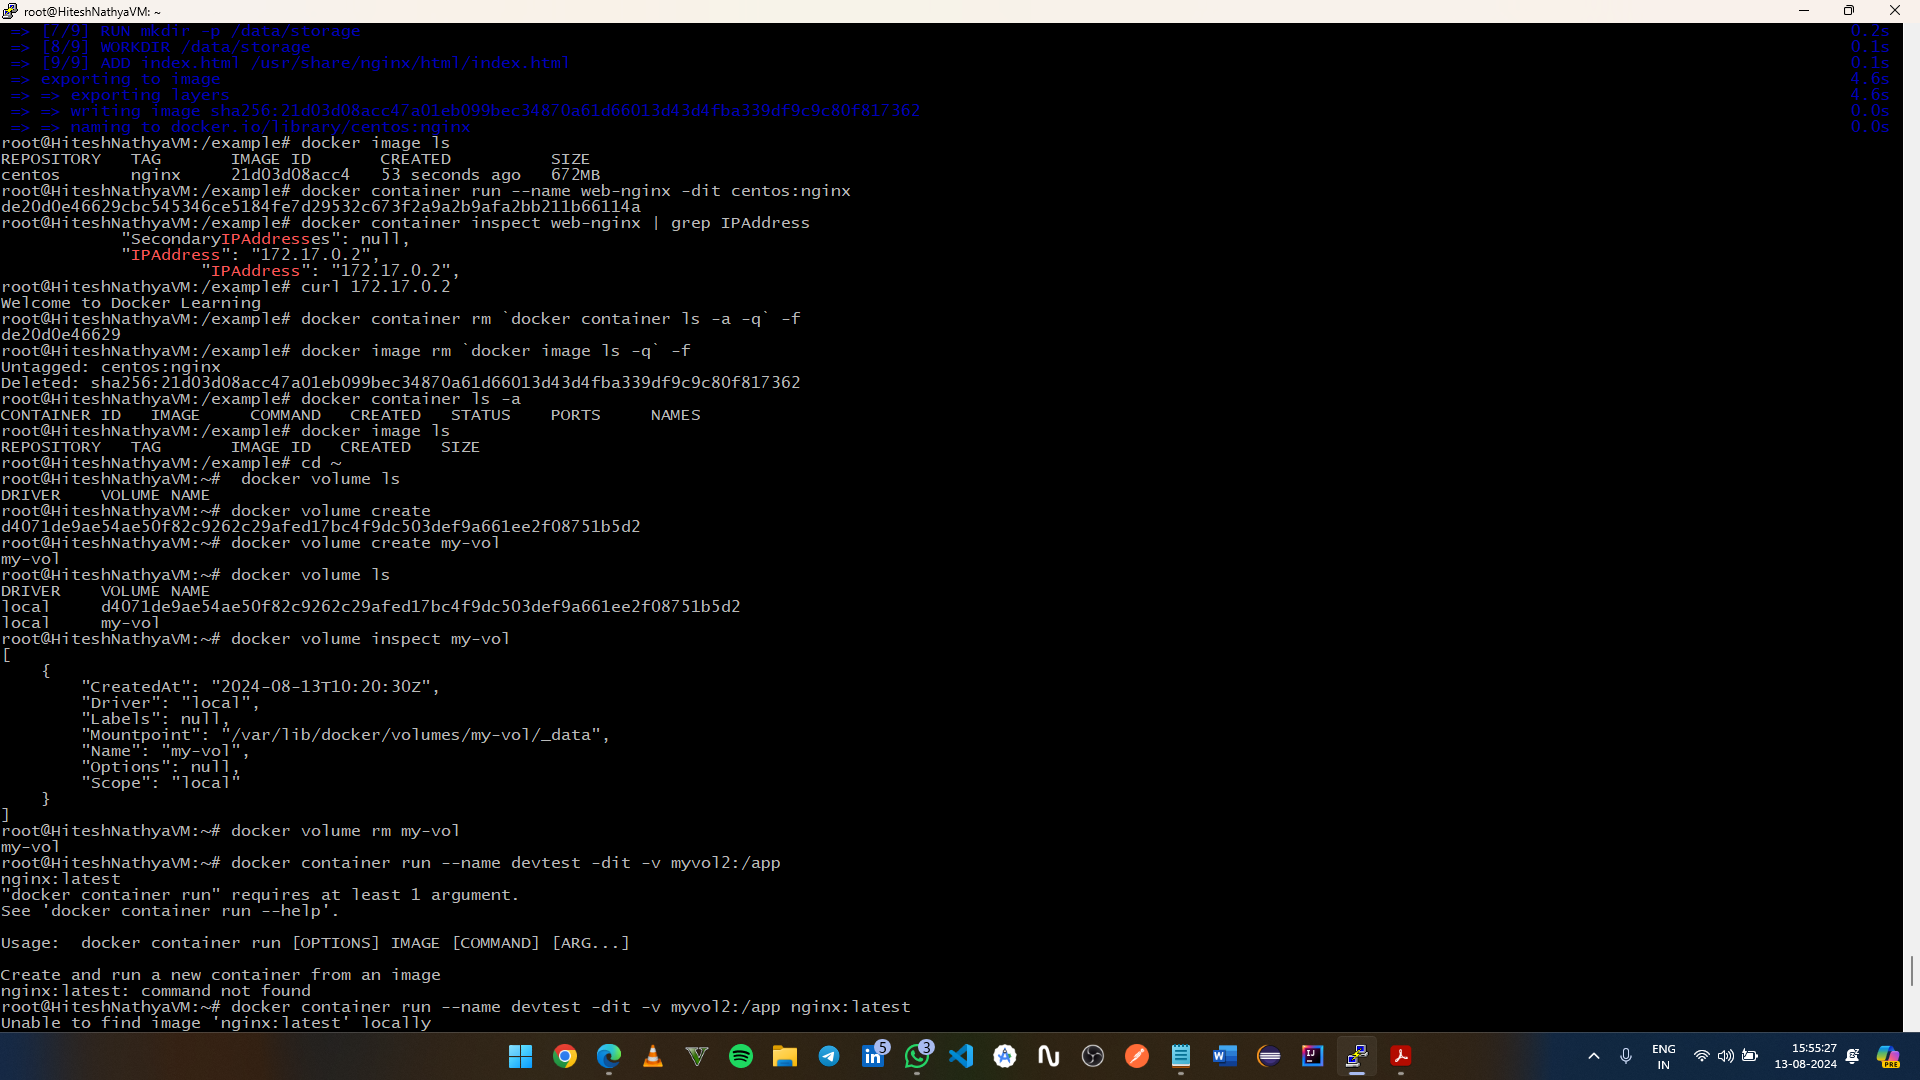 root@HiteshNathyaVM: ~
=> [7/9] RUN mkdir -p /data/storage 0.2s
=> [8/9] WORKDIR /data/storage 0.1s
=> [9/9] ADD index.html /usr/share/nginx/html/index.html 0.1s
=> exporting to image 4.6s
=> => exporting layers 4.6s
=> => writing image sha256:21d03d08acc47a01eb099bec34870a61d66013d43d4fba339df9c9c80f817362 0.0s
=> => naming to docker.io/library/centos:nginx 0.0s
root@HiteshNathyaVM:/example# docker image ls
REPOSITORY TAG IMAGE ID CREATED SIZE
centos nginx 21d03d08acc4 53 seconds ago 672MB
root@HiteshNathyaVM:/example# docker container run --name web-nginx -dit centos:nginx
de20d0e46629cbc545346ce5184fe7d29532c673f2a9a2b9afa2bb211b66114a
root@HiteshNathyaVM:/example# docker container inspect web-nginx | grep IPAddress
"SecondaryIPAddresses": null,
"IPAddress": "172.17.0.2",
"IPAddress": "172.17.0.2",
root@HiteshNathyaVM:/example# curl 172.17.0.2
Welcome to Docker Learning
root@HiteshNathyaVM:/example# docker container rm `docker container ls -a -q` -f
de20d0e46629
root@HiteshNathyaVM:/example# docker image rm `docker image ls -q` -f
Untagged: centos:nginx
Deleted: sha256:21d03d08acc47a01eb099bec34870a61d66013d43d4fba339df9c9c80f817362
root@HiteshNathyaVM:/example# docker container ls -a
CONTAINER ID IMAGE COMMAND CREATED STATUS PORTS NAMES
root@HiteshNathyaVM:/example# docker image ls
REPOSITORY TAG IMAGE ID CREATED SIZE
root@HiteshNathyaVM:/example# cd ~
root@HiteshNathyaVM:~#  docker volume ls
DRIVER VOLUME NAME
root@HiteshNathyaVM:~# docker volume create
d4071de9ae54ae50f82c9262c29afed17bc4f9dc503def9a661ee2f08751b5d2
root@HiteshNathyaVM:~# docker volume create my-vol
my-vol
root@HiteshNathyaVM:~# docker volume ls
DRIVER VOLUME NAME
local d4071de9ae54ae50f82c9262c29afed17bc4f9dc503def9a661ee2f08751b5d2
local my-vol
root@HiteshNathyaVM:~# docker volume inspect my-vol
[
{
"CreatedAt": "2024-08-13T10:20:30Z",
"Driver": "local",
"Labels": null,
"Mountpoint": "/var/lib/docker/volumes/my-vol/_data",
"Name": "my-vol",
"Options": null,
"Scope": "local"
}
]
root@HiteshNathyaVM:~# docker volume rm my-vol
my-vol
root@HiteshNathyaVM:~# docker container run --name devtest -dit -v myvol2:/app
nginx:latest
"docker container run" requires at least 1 argument.
See 'docker container run --help'.
Usage:  docker container run [OPTIONS] IMAGE [COMMAND] [ARG...]
Create and run a new container from an image
nginx:latest: command not found
root@HiteshNathyaVM:~# docker container run --name devtest -dit -v myvol2:/app nginx:latest
Unable to find image 'nginx:latest' locally
5
3
ENG
IN
15:55:27
13-08-2024
PRE